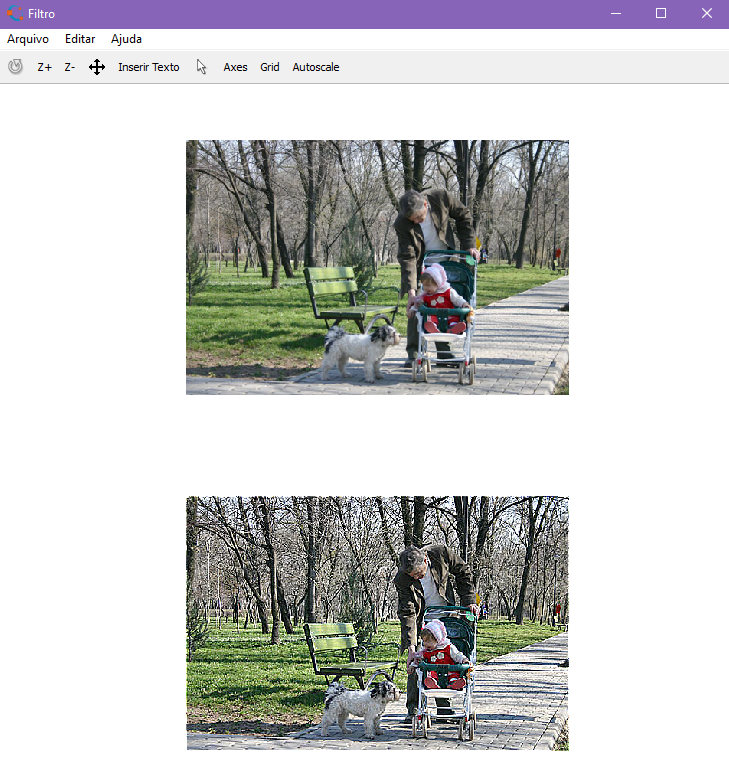 Filtro
Arquivo Editar Ajuda
Z+ Z- Inserir Texto Axes Grid Autoscale